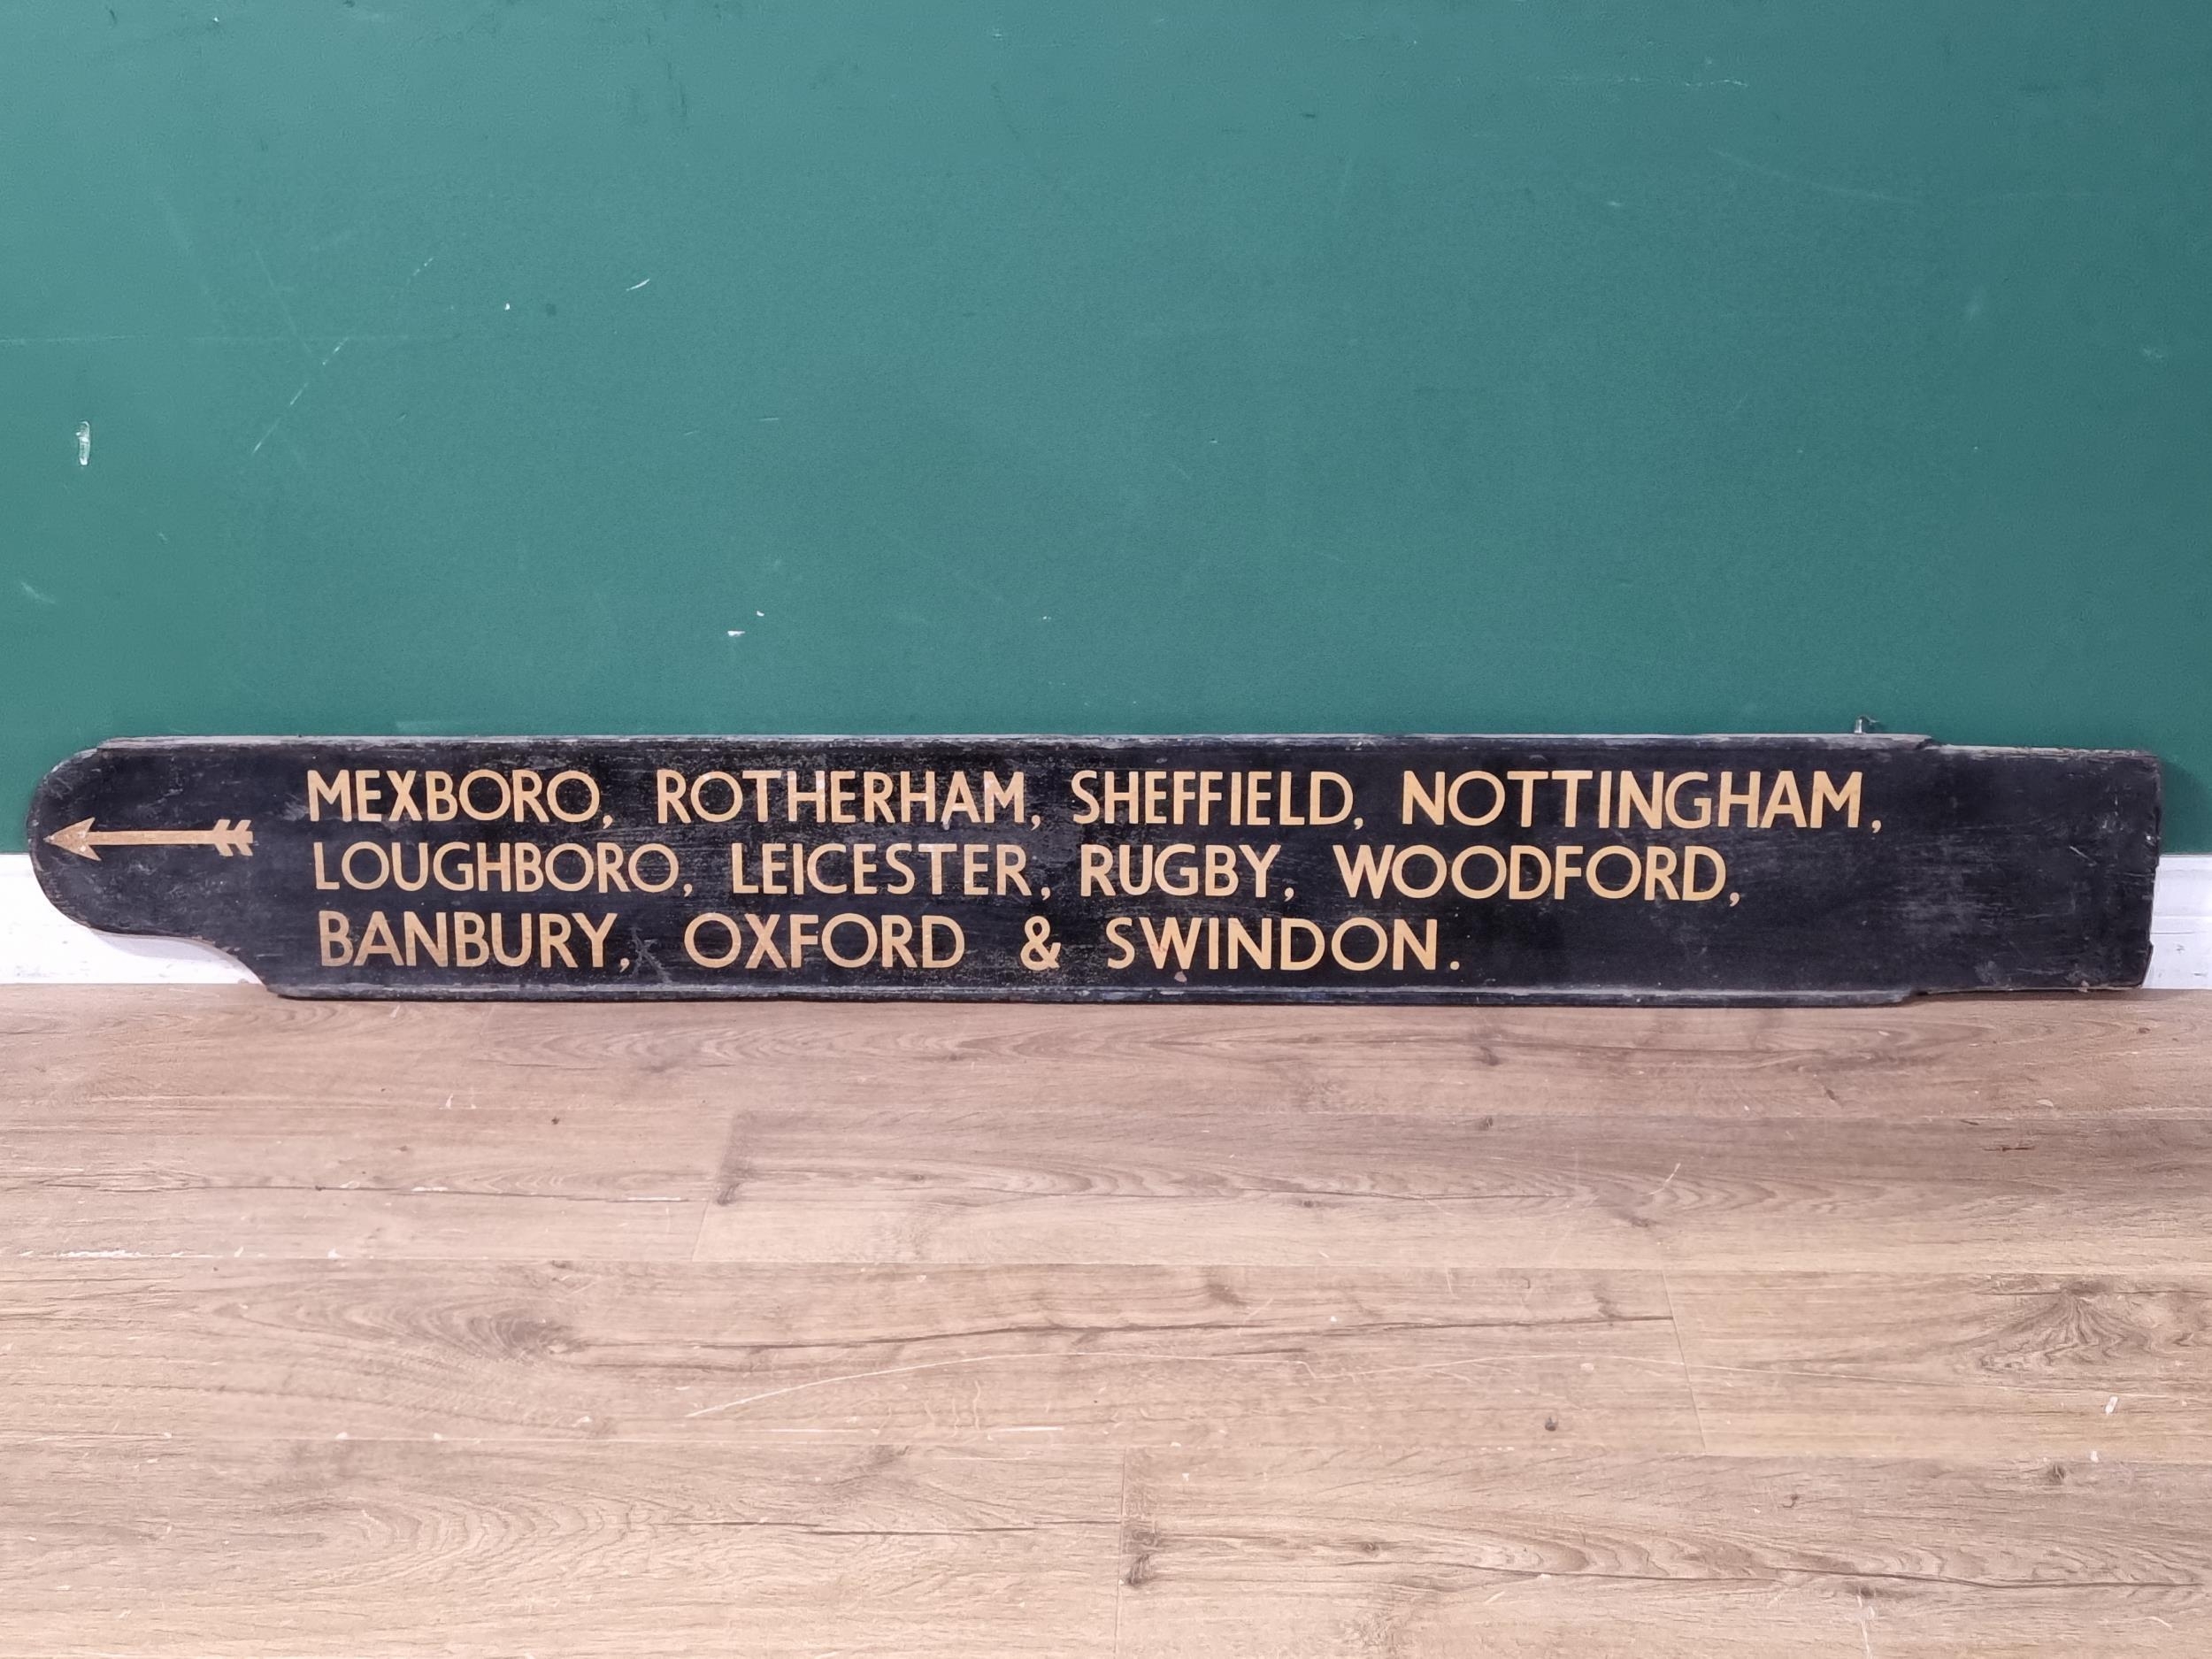 MEXBORO, ROTHERHAM, SHEFFIELD, NOTTINGHAM,
LOUGHBORO, LEICESTER, RUGBY, WOODFORD,
BANBURY, OXFORD & SWINDON.